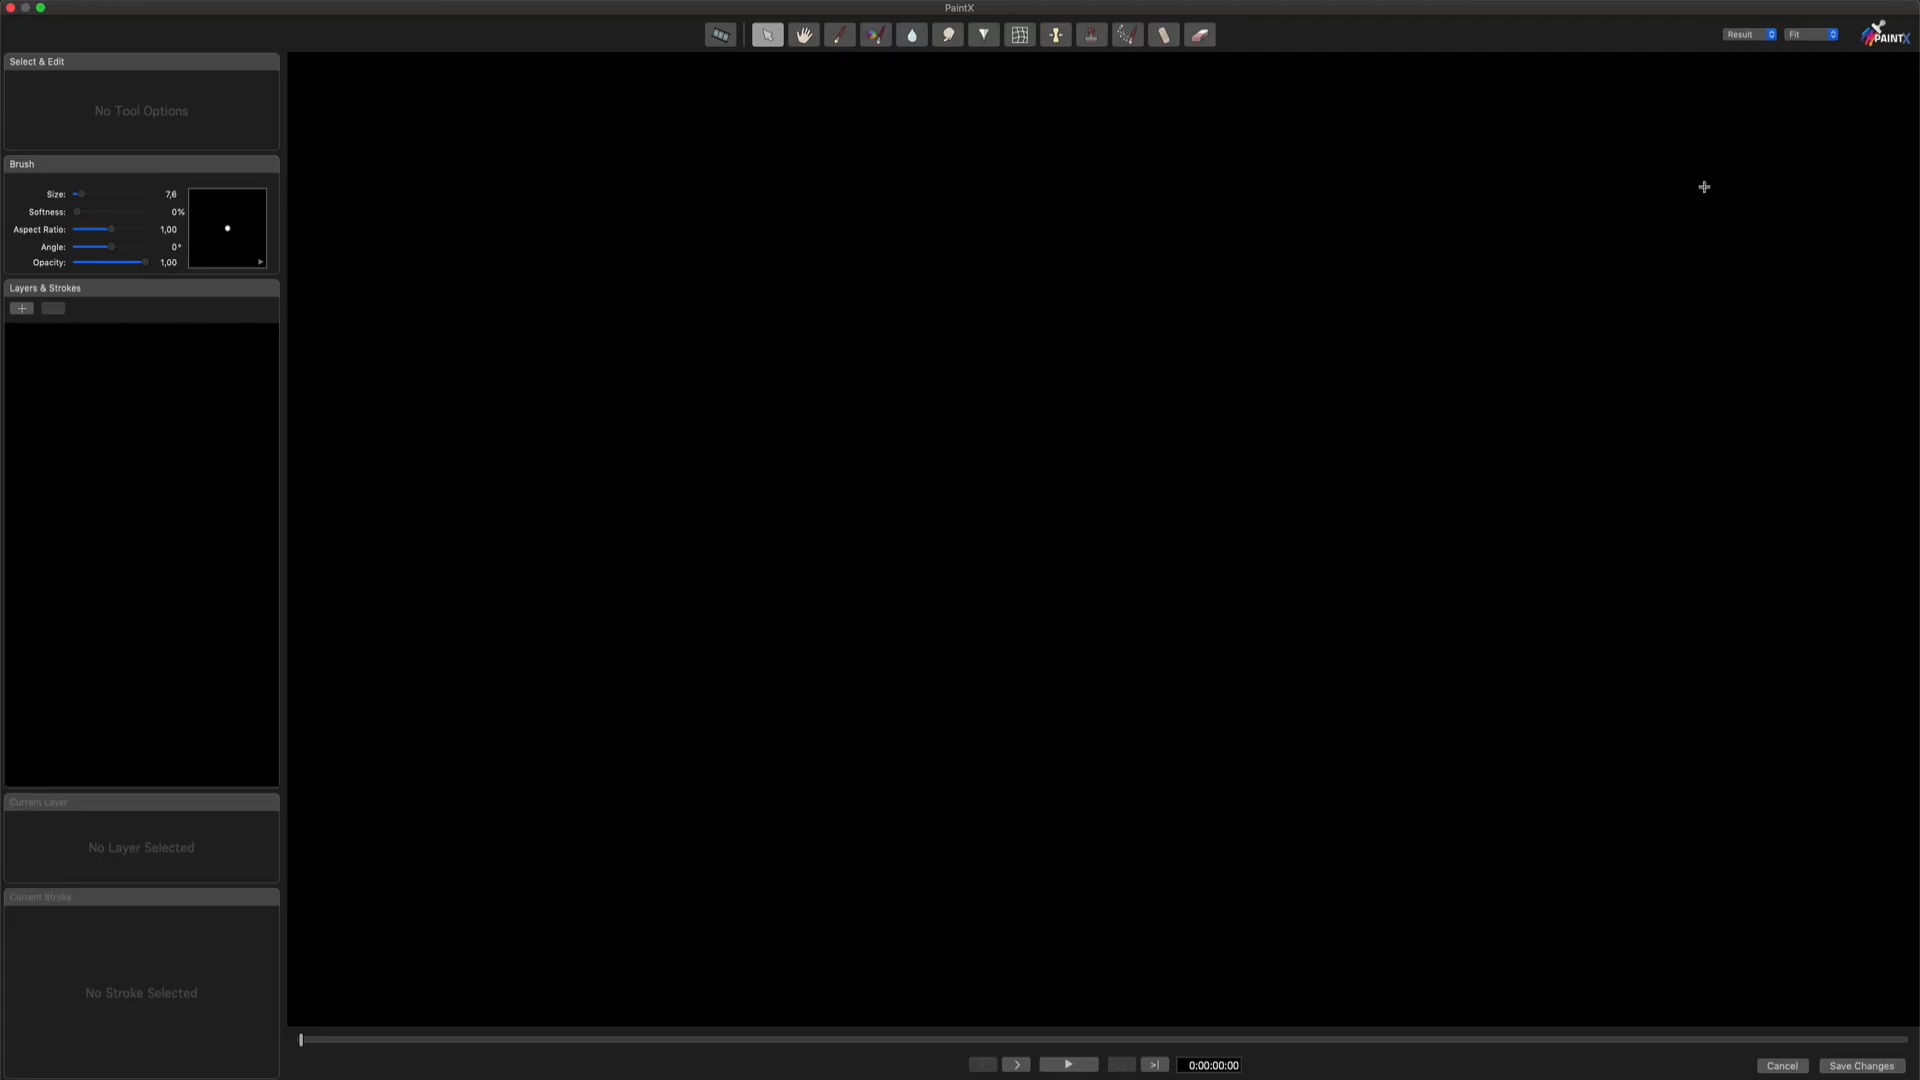 PaintX
Result
Fit
PAINTX
Select & Edit
No Tool Options
Brush
Size: 7,6
Softness: 0%
Aspect Ratio: 1,00
Angle: 0°
Opacity: 1,00
Layers & Strokes
Current Layer
No Layer Selected
Current Stroke
No Stroke Selected
0:00:00:00
Cancel
Save Changes